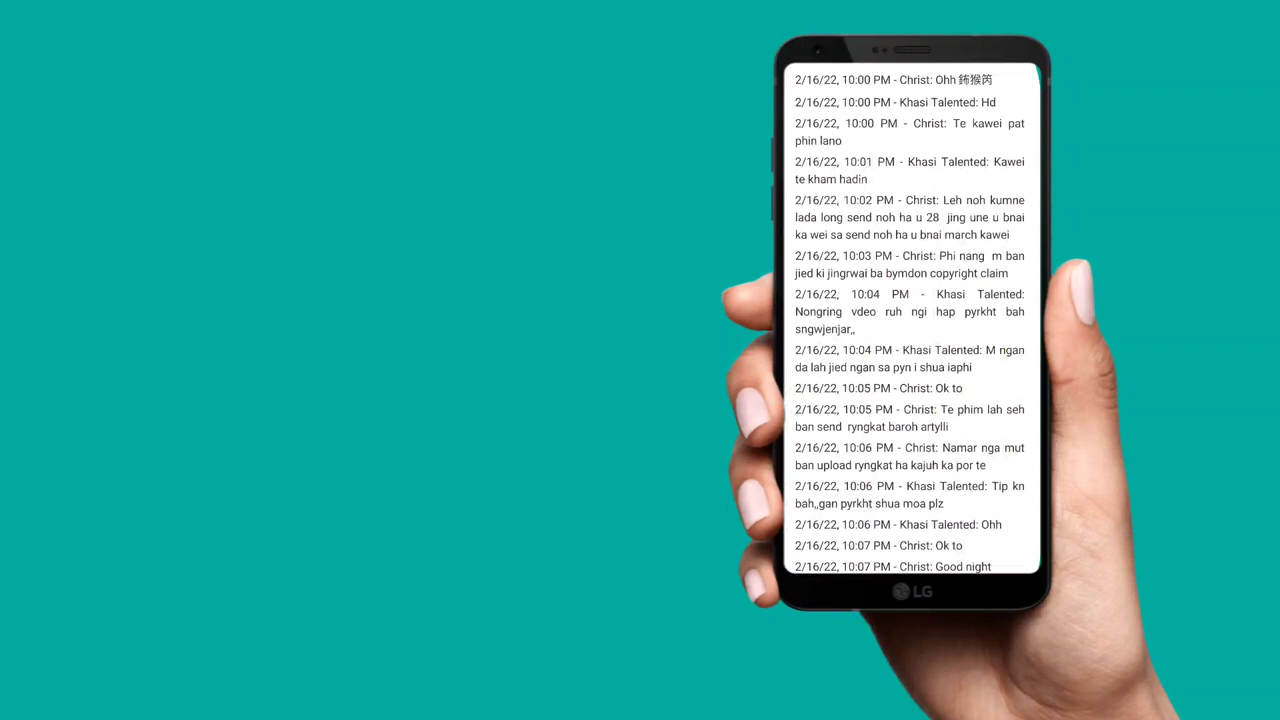 2/16/22, 10:00 PM - Christ: Ohh 鈽猴笍
2/16/22, 10:00 PM - Khasi Talented: Hd
2/16/22, 10:00 PM - Christ: Te kawei pat
phin lano
2/16/22, 10:01 PM - Khasi Talented: Kawei
te kham hadin
2/16/22, 10:02 PM - Christ: Leh noh kumne
lada long send noh ha u 28 jing une u bnai
ka wei sa send noh ha u bnai march kawei
2/16/22, 10:03 PM - Christ: Phi nang m ban
jied ki jingrwai ba bymdon copyright claim
2/16/22, 10:04 PM - Khasi Talented:
Nongring vdeo ruh ngi hap pyrkht bah
sngwjenjar,,
2/16/22, 10:04 PM - Khasi Talented: M ngan
da lah jied ngan sa pyn i shua iaphi
2/16/22, 10:05 PM - Christ: Ok to
2/16/22, 10:05 PM - Christ: Te phim lah seh
ban send ryngkat baroh artylli
2/16/22, 10:06 PM - Christ: Namar nga mut
ban upload ryngkat ha kajuh ka por te
2/16/22, 10:06 PM - Khasi Talented: Tip kn
bah,,gan pyrkht shua moa plz
2/16/22, 10:06 PM - Khasi Talented: Ohh
2/16/22, 10:07 PM - Christ: Ok to
2/16/22, 10:07 PM - Christ: Good night
LG